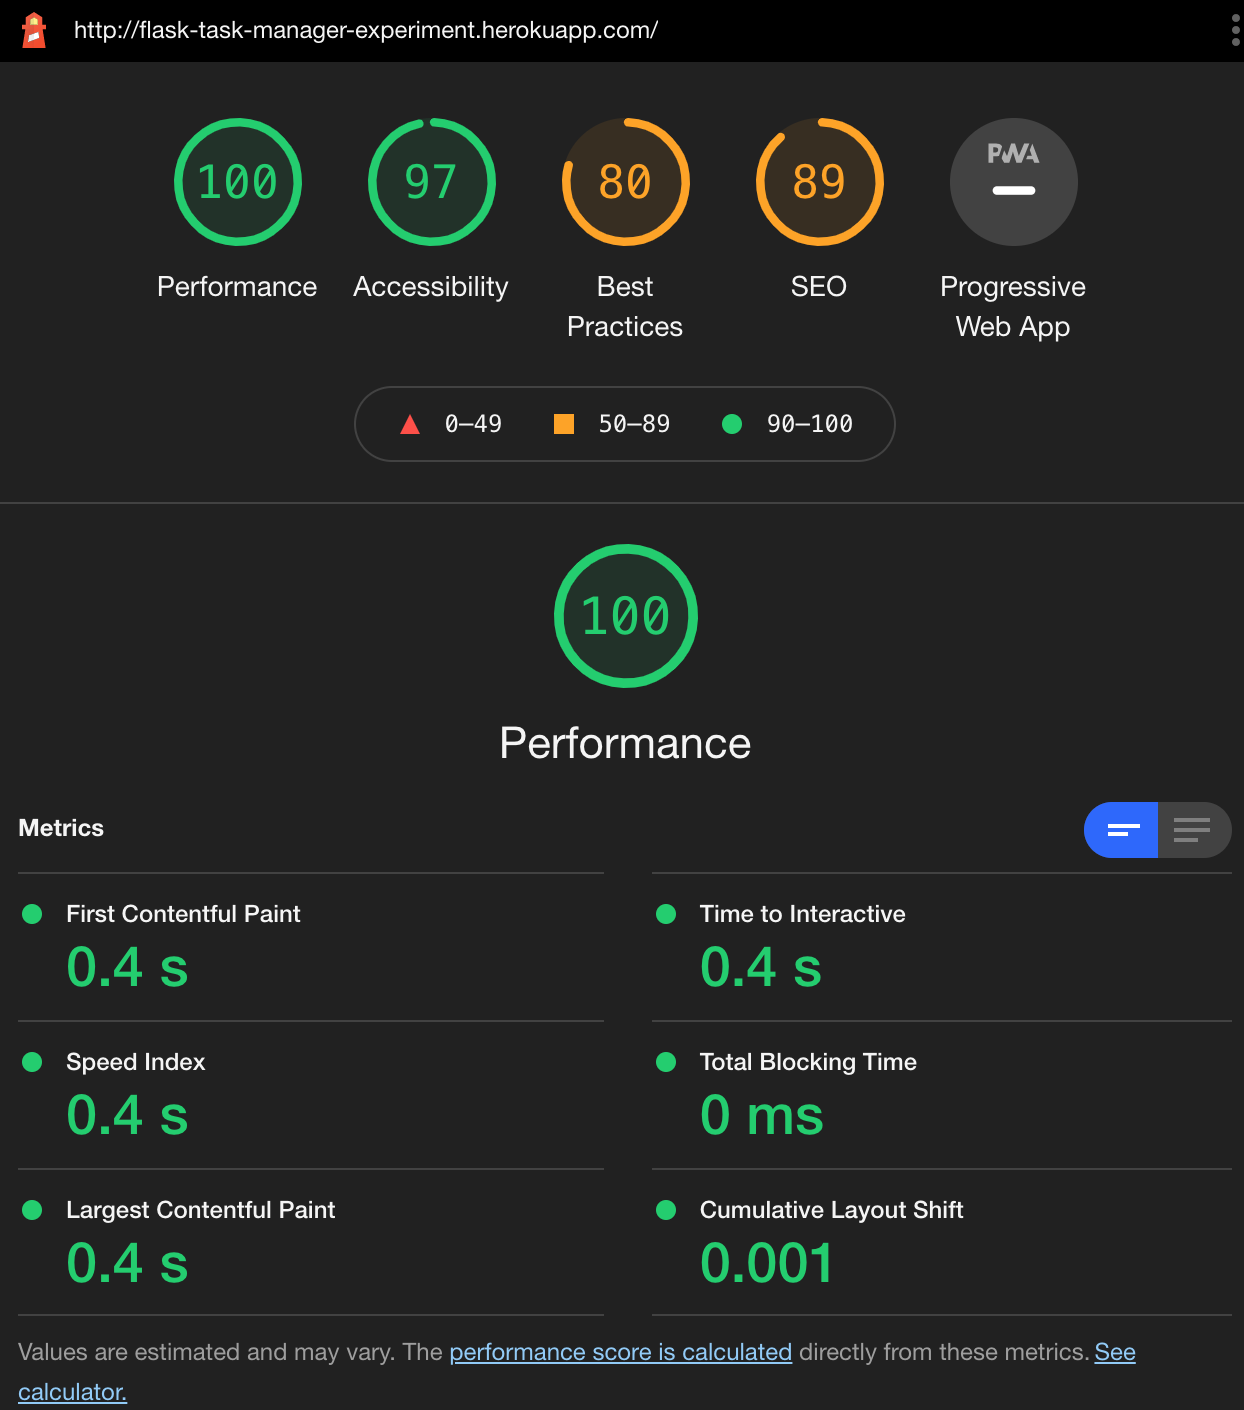 http://flask-task-manager-experiment.herokuapp.com/
100 97 80 89 PWA
Performance Accessibility Best Practices SEO Progressive Web App
0–49 50–89 90–100
100
Performance
Metrics
First Contentful Paint
0.4 s
Time to Interactive
0.4 s
Speed Index
0.4 s
Total Blocking Time
0 ms
Largest Contentful Paint
0.4 s
Cumulative Layout Shift
0.001
Values are estimated and may vary. The performance score is calculated directly from these metrics. See
calculator.